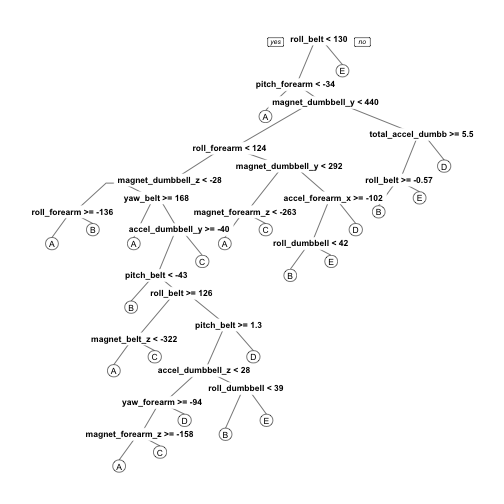 yes roll_belt < 130 no
E
pitch_forearm < -34
A
magnet_dumbbell_y < 440
total_accel_dumbb >= 5.5
roll_forearm < 124
magnet_dumbbell_y < 292
D
magnet_dumbbell_z < -28
roll_belt >= -0.57
yaw_belt >= 168
accel_forearm_x >= -102
E
roll_forearm >= -136
magnet_forearm_z < -263
B
A
B
accel_dumbbell_y >= -40
C
D
A
A
roll_dumbbell < 42
C
E
pitch_belt < -43
B
roll_belt >= 126
B
pitch_belt >= 1.3
magnet_belt_z < -322
C
D
A
accel_dumbbell_z < 28
roll_dumbbell < 39
yaw_forearm >= -94
D
E
magnet_forearm_z >= -158
B
C
A